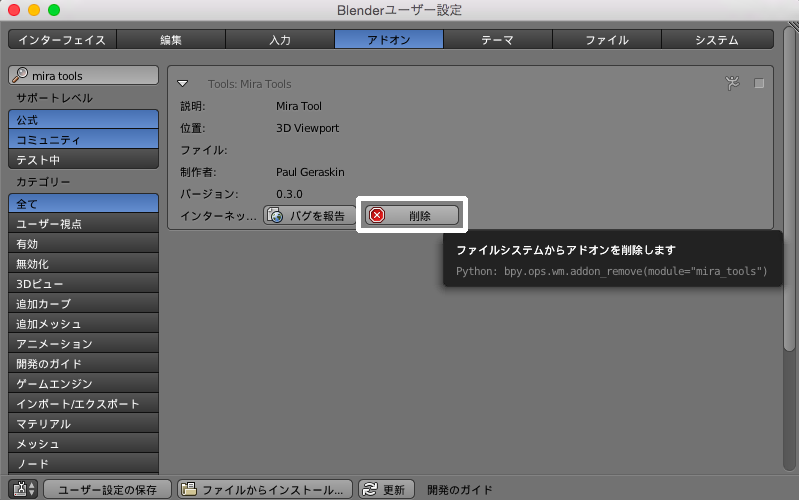 Blenderユーザー設定
インターフェイス 編集 入力 アドオン テーマ ファイル システム
mira tools
サポートレベル
公式
コミュニティ
テスト中
カテゴリー
全て
ユーザー視点
有効
無効化
3Dビュー
追加カーブ
追加メッシュ
アニメーション
開発のガイド
ゲームエンジン
インポート/エクスポート
マテリアル
メッシュ
ノード
Tools: Mira Tools
説明: Mira Tool
位置: 3D Viewport
ファイル:
制作者: Paul Geraskin
バージョン: 0.3.0
インターネッ... バグを報告 削除
ファイルシステムからアドオンを削除します
Python: bpy.ops.wm.addon_remove(module="mira_tools")
ユーザー設定の保存 ファイルからインストール... 更新 開発のガイド